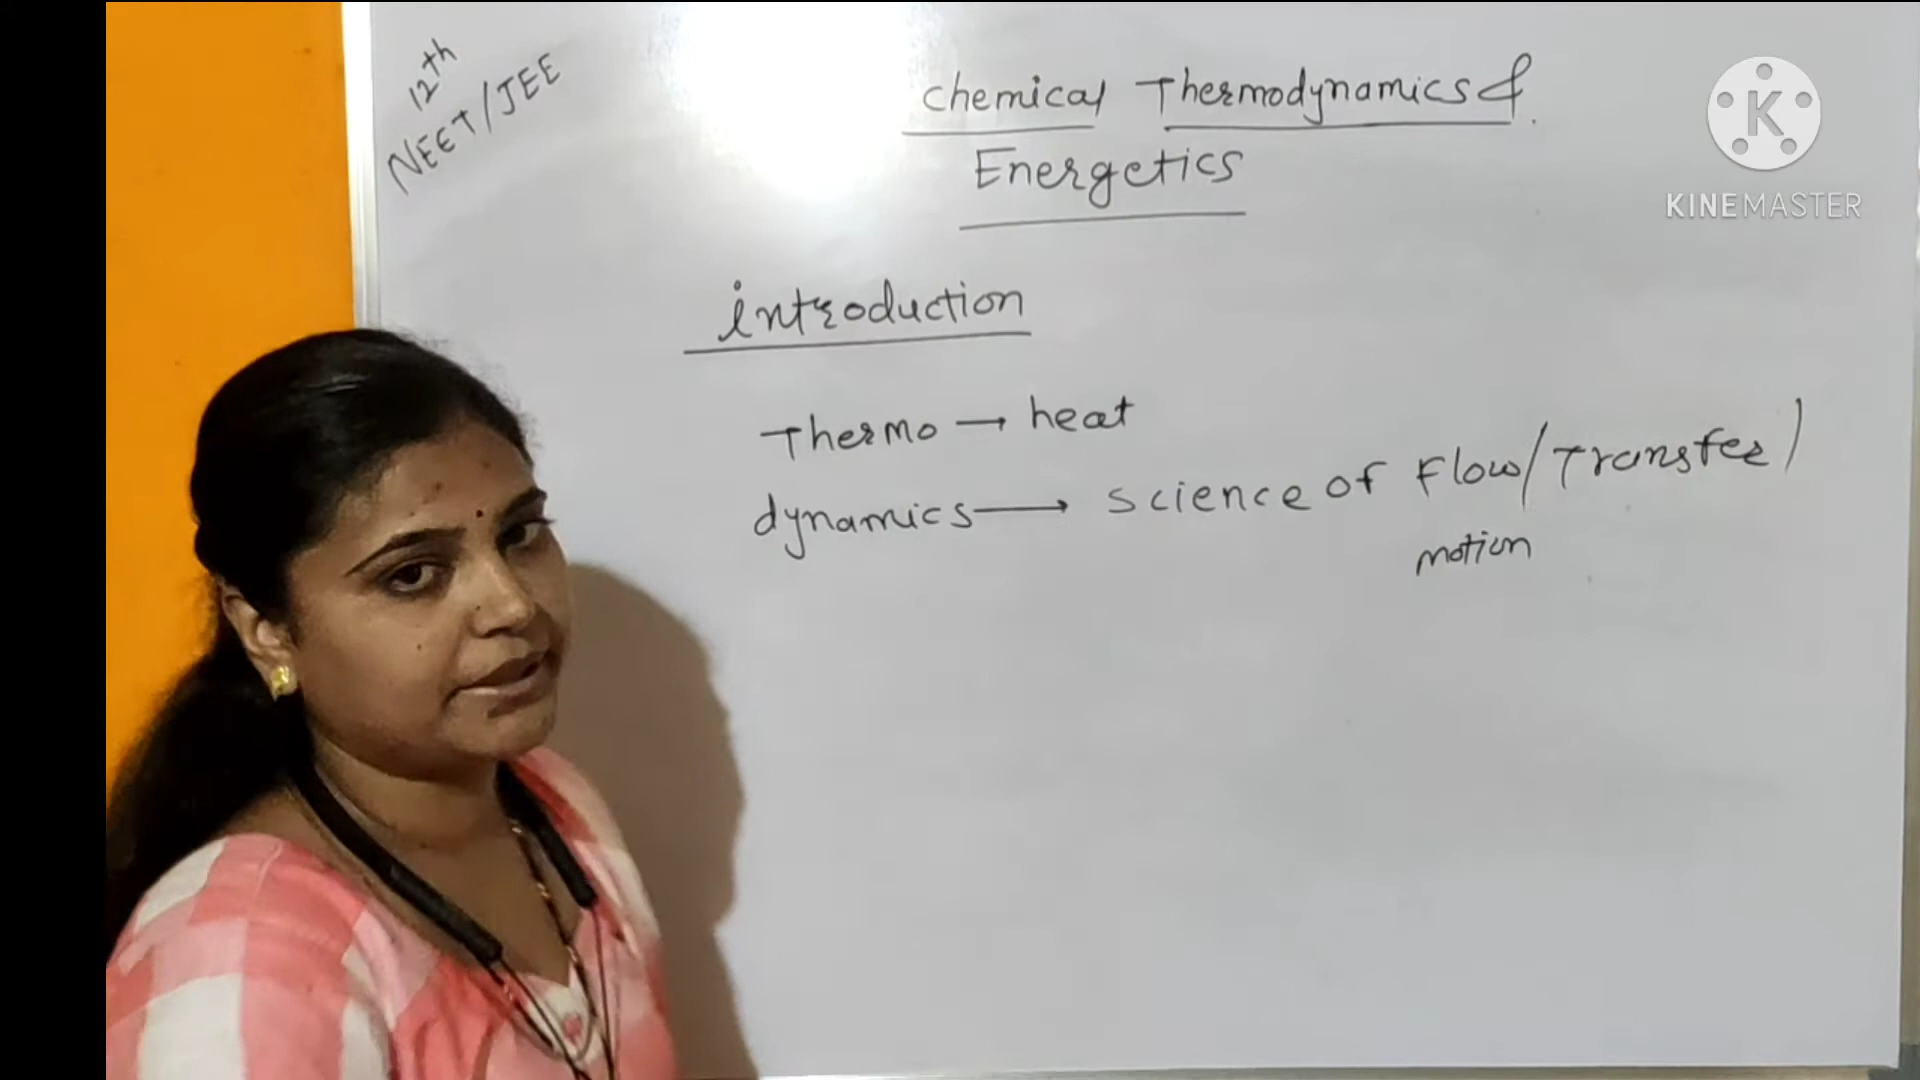 12th
NEET/JEE
Chemical Thermodynamics &
Energetics
introduction
Thermo → heat
dynamics → science of Flow/Transfer/
motion
K
KINEMASTER